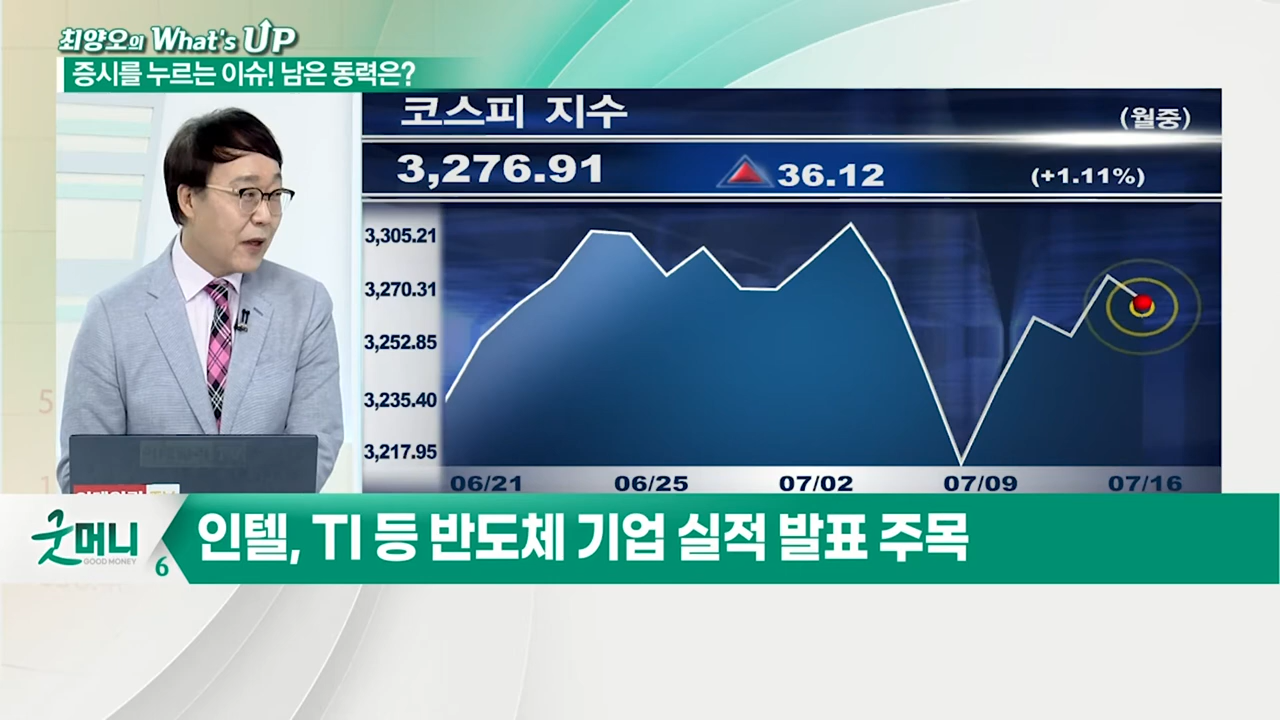 최양오의 What's UP
증시를 누르는 이슈! 남은 동력은?
코스피 지수
(월중)
3,276.91 ▲ 36.12 (+1.11%)
3,305.21
3,270.31
3,252.85
3,235.40
3,217.95
06/21 06/25 07/02 07/09 07/16
굿머니
GOOD MONEY
6
인텔, TI 등 반도체 기업 실적 발표 주목